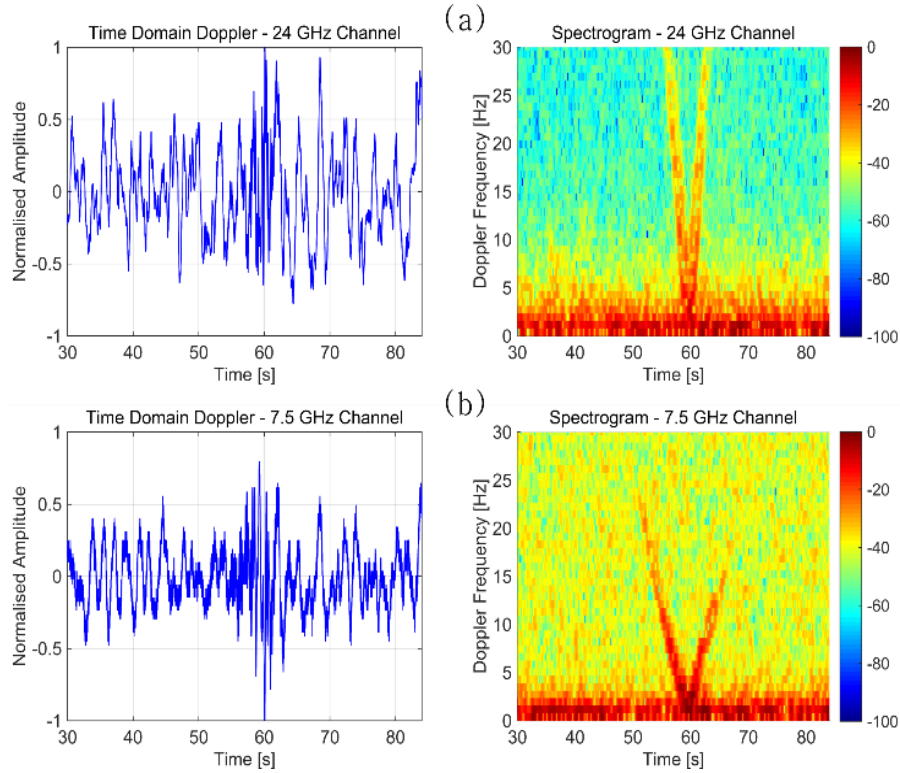 (a)
Time Domain Doppler - 24 GHz Channel
1
0.5
0
-0.5
-1
Normalised Amplitude
30 40 50 60 70 80
Time [s]
Spectrogram - 24 GHz Channel
30
25
20
15
10
5
0
Doppler Frequency [Hz]
30 40 50 60 70 80
Time [s]
0
-20
-40
-60
-80
-100
(b)
Time Domain Doppler - 7.5 GHz Channel
1
0.5
0
-0.5
-1
Normalised Amplitude
30 40 50 60 70 80
Time [s]
Spectrogram - 7.5 GHz Channel
30
25
20
15
10
5
0
Doppler Frequency [Hz]
30 40 50 60 70 80
Time [s]
0
-20
-40
-60
-80
-100